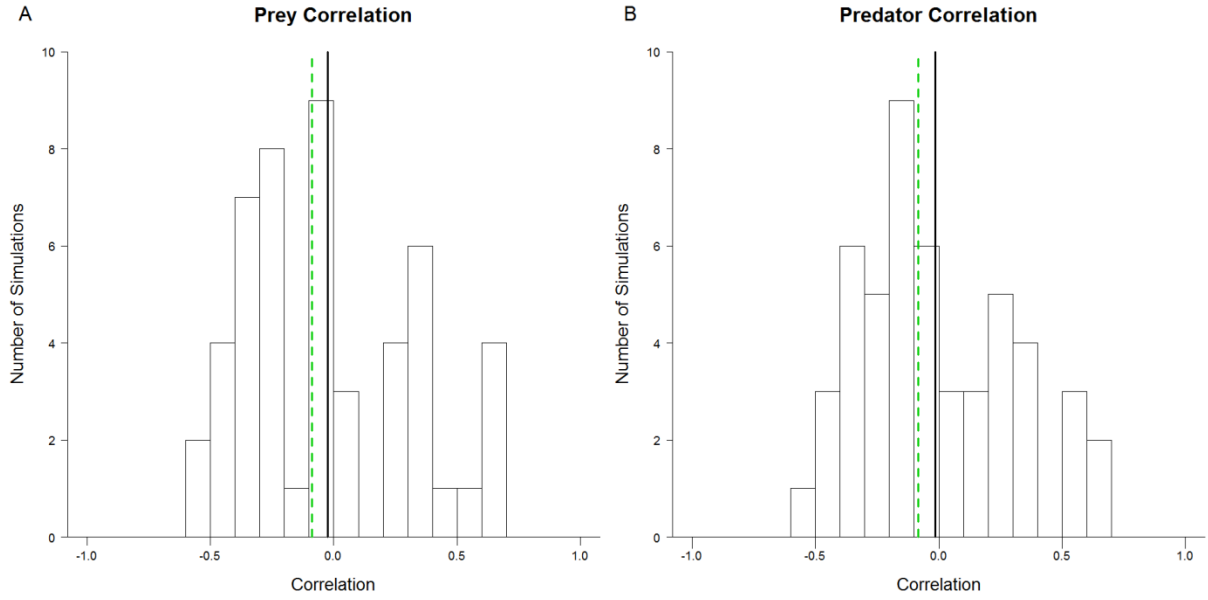 A
Prey Correlation
10
8
6
4
2
0
Number of Simulations
-1.0 -0.5 0.0 0.5 1.0
Correlation
B
Predator Correlation
10
8
6
4
2
0
Number of Simulations
-1.0 -0.5 0.0 0.5 1.0
Correlation